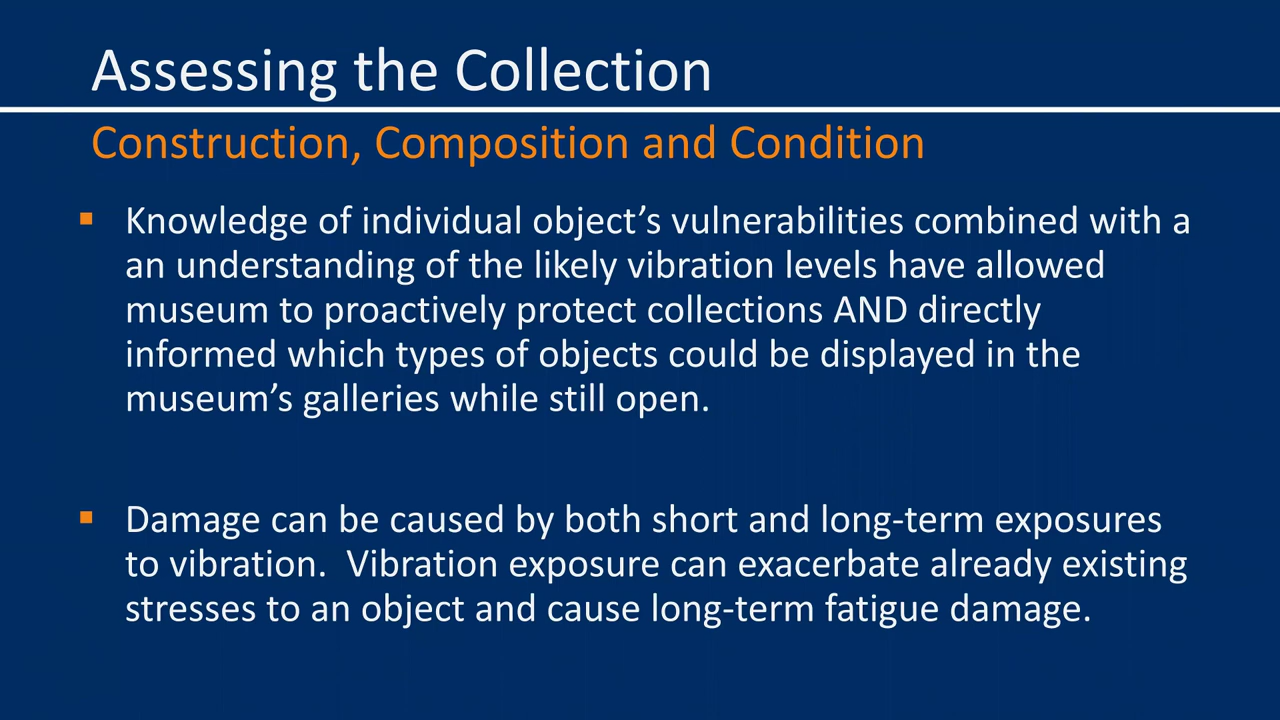 Assessing the Collection
Construction, Composition and Condition
▪ Knowledge of individual object’s vulnerabilities combined with a
an understanding of the likely vibration levels have allowed
museum to proactively protect collections AND directly
informed which types of objects could be displayed in the
museum’s galleries while still open.
▪ Damage can be caused by both short and long-term exposures
to vibration.  Vibration exposure can exacerbate already existing
stresses to an object and cause long-term fatigue damage.